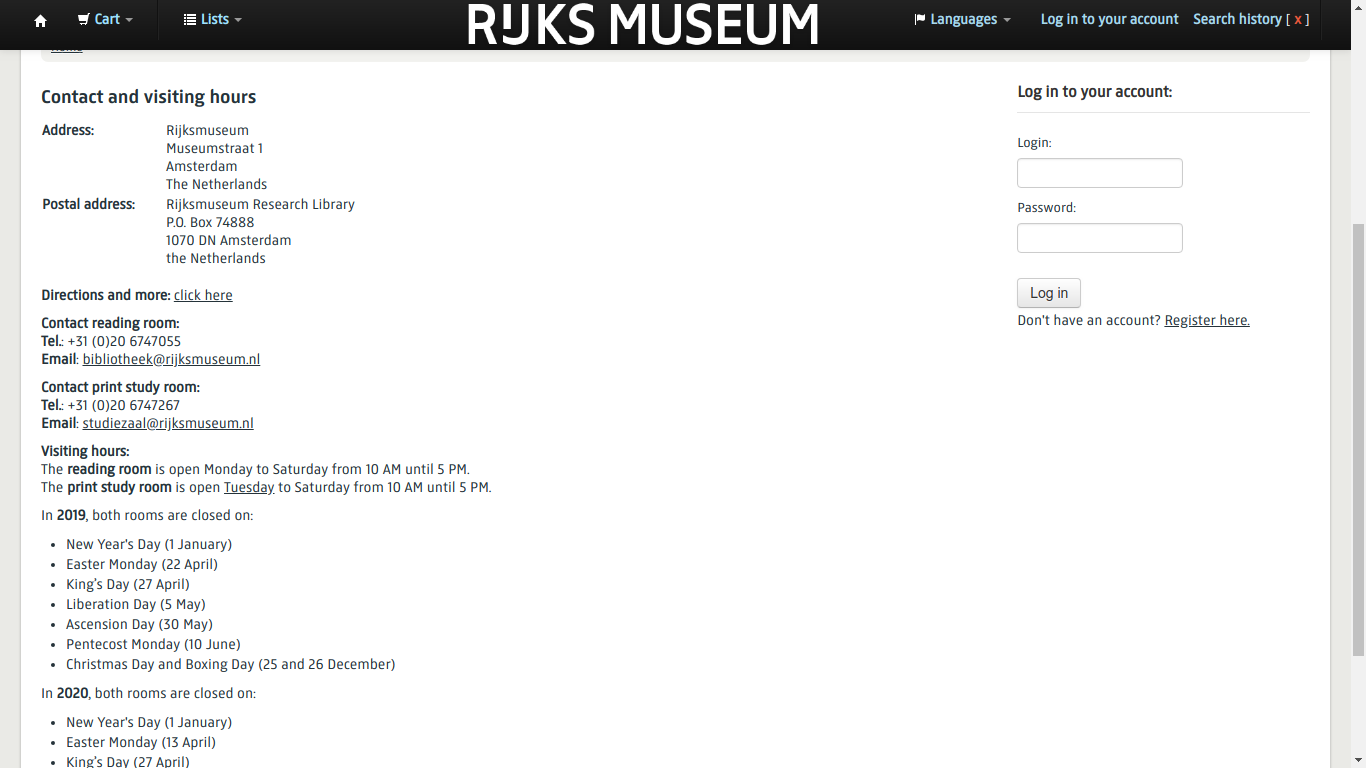 Cart
Lists
RIJKS MUSEUM
Languages
Log in to your account
Search history [ x ]
Home
Contact and visiting hours
Address:
Rijksmuseum
Museumstraat 1
Amsterdam
The Netherlands
Postal address:
Rijksmuseum Research Library
P.O. Box 74888
1070 DN Amsterdam
the Netherlands
Directions and more: click here
Contact reading room:
Tel.: +31 (0)20 6747055
Email: bibliotheek@rijksmuseum.nl
Contact print study room:
Tel.: +31 (0)20 6747267
Email: studiezaal@rijksmuseum.nl
Visiting hours:
The reading room is open Monday to Saturday from 10 AM until 5 PM.
The print study room is open Tuesday to Saturday from 10 AM until 5 PM.
In 2019, both rooms are closed on:
• New Year's Day (1 January)
• Easter Monday (22 April)
• King’s Day (27 April)
• Liberation Day (5 May)
• Ascension Day (30 May)
• Pentecost Monday (10 June)
• Christmas Day and Boxing Day (25 and 26 December)
In 2020, both rooms are closed on:
• New Year's Day (1 January)
• Easter Monday (13 April)
• King’s Day (27 April)
Log in to your account:
Login:
Password:
Log in
Don't have an account? Register here.